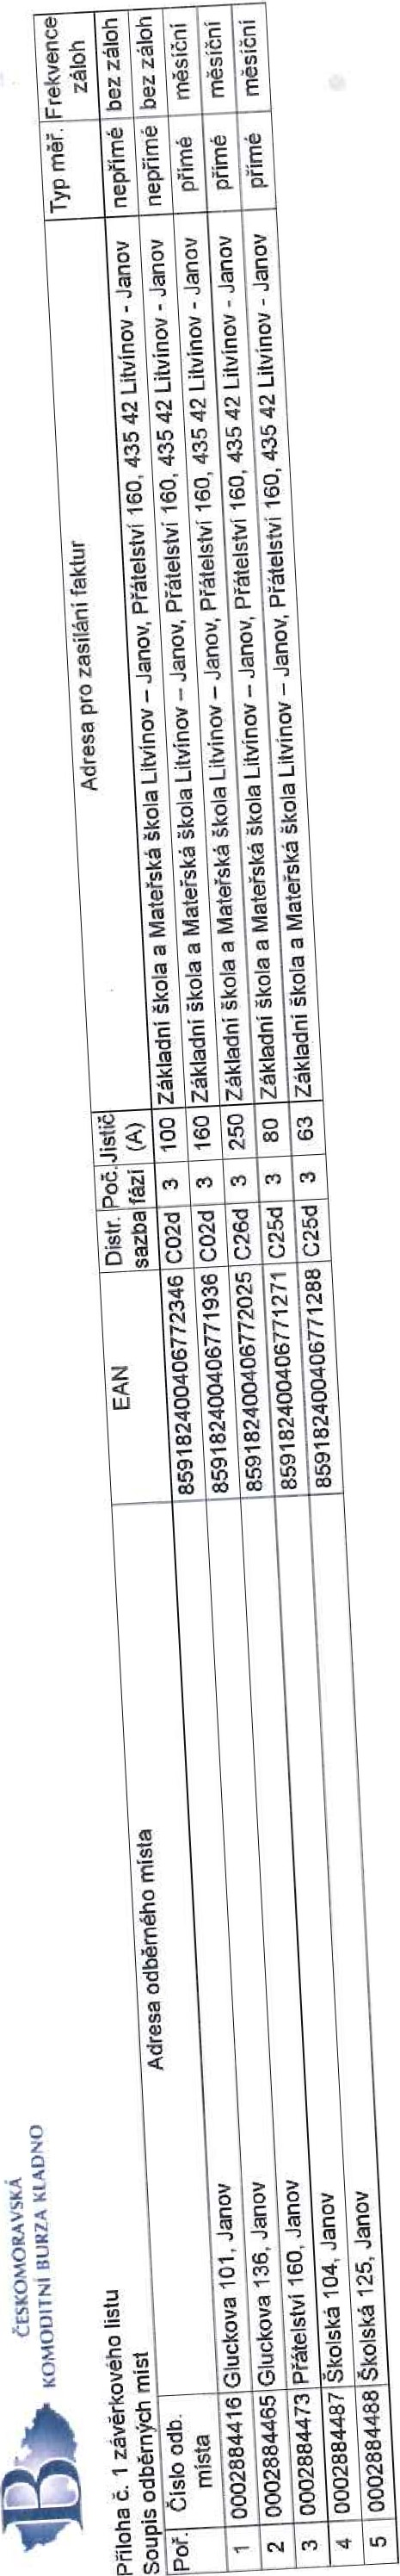 ČESKOMORAVSKÁ
KOMODITNÍ BURZA KLADNO
Příloha č. 1 závěrkového listu
Soupis odběrných míst
Poř. Číslo odb. místa Adresa odběrného místa EAN Distr. sazba Poč. fází Jistič (A) Adresa pro zasílání faktur Typ měř. Frekvence záloh
1 0002884416 Gluckova 101, Janov 859182400406772346 C02d 3 100 Základní škola a Mateřská škola Litvínov – Janov, Přátelství 160, 435 42 Litvínov - Janov nepřímé bez záloh
2 0002884465 Gluckova 136, Janov 859182400406771936 C02d 3 160 Základní škola a Mateřská škola Litvínov – Janov, Přátelství 160, 435 42 Litvínov - Janov nepřímé bez záloh
3 0002884473 Přátelství 160, Janov 859182400406772025 C26d 3 250 Základní škola a Mateřská škola Litvínov – Janov, Přátelství 160, 435 42 Litvínov - Janov přímé měsíční
4 0002884487 Školská 104, Janov 859182400406771271 C25d 3 80 Základní škola a Mateřská škola Litvínov – Janov, Přátelství 160, 435 42 Litvínov - Janov přímé měsíční
5 0002884488 Školská 125, Janov 859182400406771288 C25d 3 63 Základní škola a Mateřská škola Litvínov – Janov, Přátelství 160, 435 42 Litvínov - Janov přímé měsíční